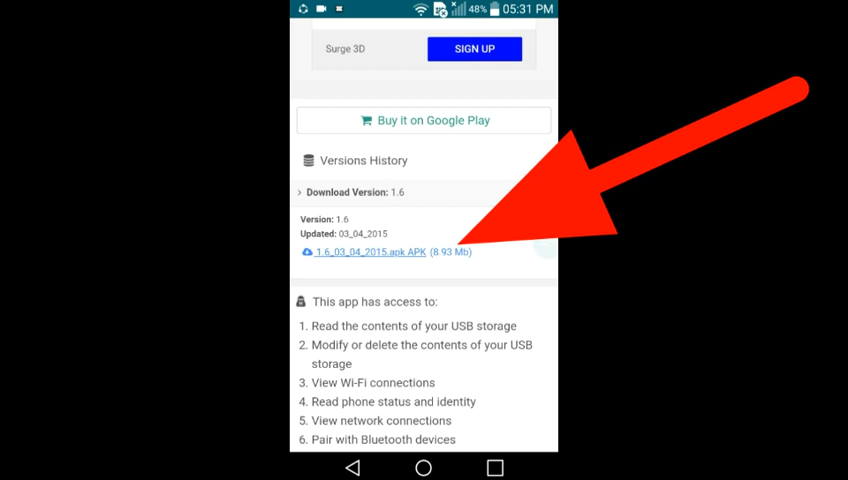 48% 05:31 PM
Surge 3D
SIGN UP
Buy it on Google Play
Versions History
Download Version: 1.6
Version: 1.6
Updated: 03_04_2015
1.6_03_04_2015.apk APK (8.93 Mb)
This app has access to:
1. Read the contents of your USB storage
2. Modify or delete the contents of your USB
storage
3. View Wi-Fi connections
4. Read phone status and identity
5. View network connections
6. Pair with Bluetooth devices